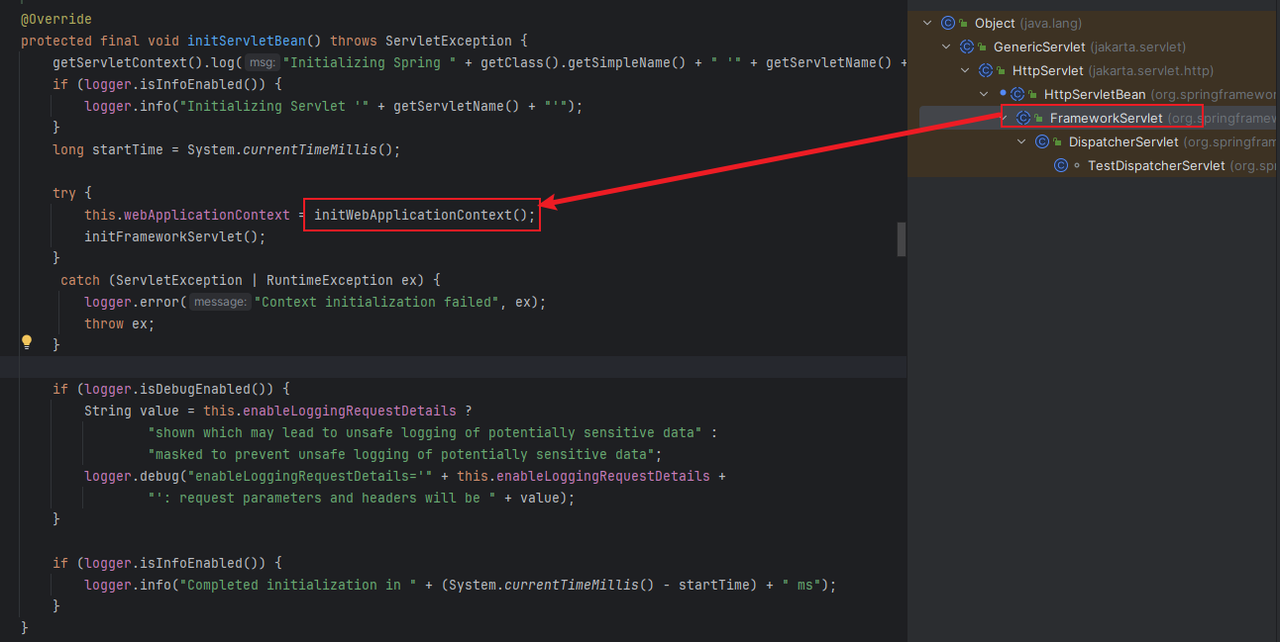 @Override
protected final void initServletBean() throws ServletException {
getServletContext().log( msg: "Initializing Spring " + getClass().getSimpleName() + " '" + getServletName() +
if (logger.isInfoEnabled()) {
logger.info("Initializing Servlet '" + getServletName() + "'");
}
long startTime = System.currentTimeMillis();
try {
this.webApplicationContext = initWebApplicationContext();
initFrameworkServlet();
}
catch (ServletException | RuntimeException ex) {
logger.error( message: "Context initialization failed", ex);
throw ex;
}
if (logger.isDebugEnabled()) {
String value = this.enableLoggingRequestDetails ?
"shown which may lead to unsafe logging of potentially sensitive data" :
"masked to prevent unsafe logging of potentially sensitive data";
logger.debug("enableLoggingRequestDetails='" + this.enableLoggingRequestDetails +
"': request parameters and headers will be " + value);
}
if (logger.isInfoEnabled()) {
logger.info("Completed initialization in " + (System.currentTimeMillis() - startTime) + " ms");
}
}
Object (java.lang)
GenericServlet (jakarta.servlet)
HttpServlet (jakarta.servlet.http)
HttpServletBean (org.springframewor
FrameworkServlet (org.springframew
DispatcherServlet (org.springfram
TestDispatcherServlet (org.sp